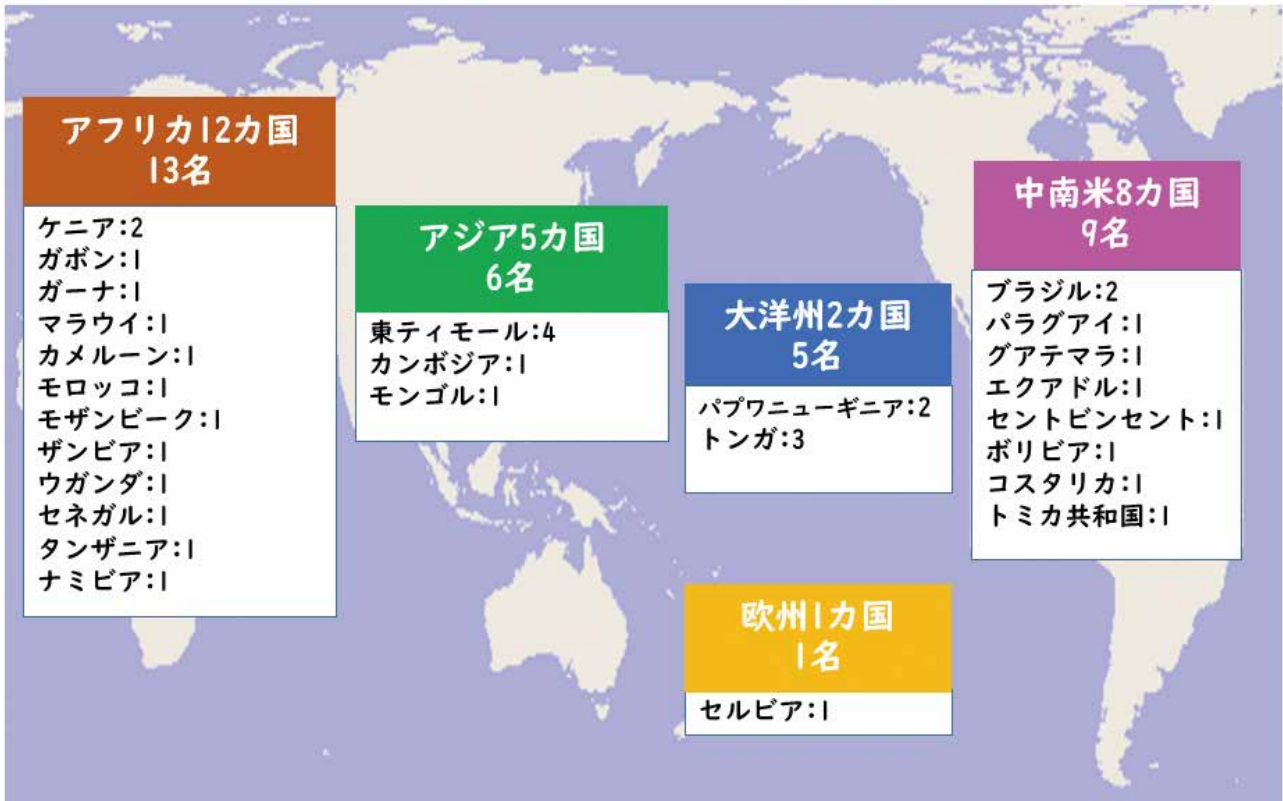 アフリカ12カ国
13名
ケニア:2
ガボン:1
ガーナ:1
マラウイ:1
カメルーン:1
モロッコ:1
モザンビーク:1
ザンビア:1
ウガンダ:1
セネガル:1
タンザニア:1
ナミビア:1
アジア5カ国
6名
東ティモール:4
カンボジア:1
モンゴル:1
大洋州2カ国
5名
パプワニューギニア:2
トンガ:3
欧州1カ国
1名
セルビア:1
中南米8カ国
9名
ブラジル:2
パラグアイ:1
グアテマラ:1
エクアドル:1
セントビンセント:1
ボリビア:1
コスタリカ:1
トミカ共和国:1